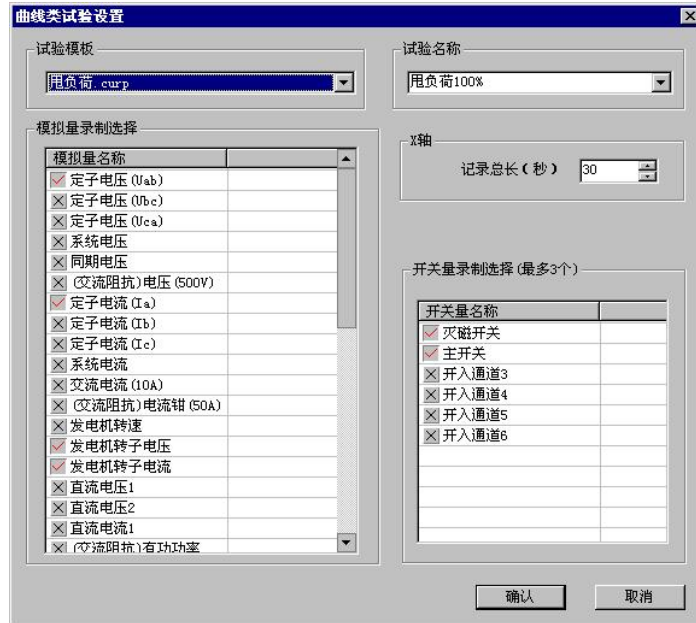 曲线类试验设置
试验模板
甩负荷.curp
试验名称
甩负荷100%
模拟量录制选择
模拟量名称
定子电压(Uab)
定子电压(Ubc)
定子电压(Uca)
系统电压
同期电压
(交流阻抗)电压(500V)
定子电流(Ia)
定子电流(Ib)
定子电流(Ic)
系统电流
交流电流(10A)
(交流阻抗)电流钳(50A)
发电机转速
发电机转子电压
发电机转子电流
直流电压1
直流电压2
直流电流1
(交流阻抗)有功功率
X轴
记录总长(秒) 30
开关量录制选择(最多3个)
开关量名称
灭磁开关
主开关
开入通道3
开入通道4
开入通道5
开入通道6
确认
取消